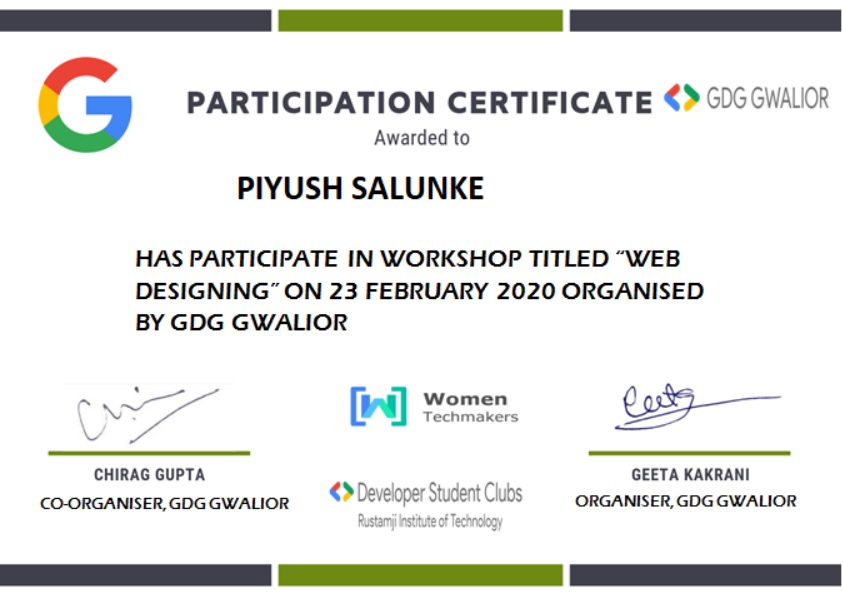 PARTICIPATION CERTIFICATE
GDG GWALIOR
Awarded to
PIYUSH SALUNKE
HAS PARTICIPATE IN WORKSHOP TITLED “WEB
DESIGNING” ON 23 FEBRUARY 2020 ORGANISED
BY GDG GWALIOR
Women
Techmakers
CHIRAG GUPTA
CO-ORGANISER, GDG GWALIOR
Developer Student Clubs
Rustamji Institute of Technology
GEETA KAKRANI
ORGANISER, GDG GWALIOR